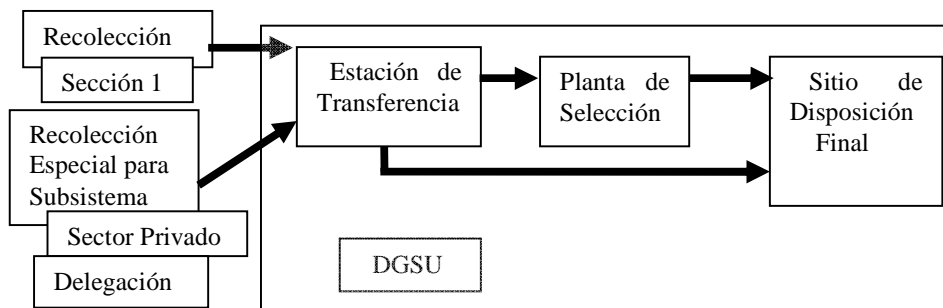 Recolección
Sección 1
Recolección
Especial para
Subsistema
Sector Privado
Delegación
Estación de
Transferencia
Planta de
Selección
Sitio de
Disposición
Final
DGSU